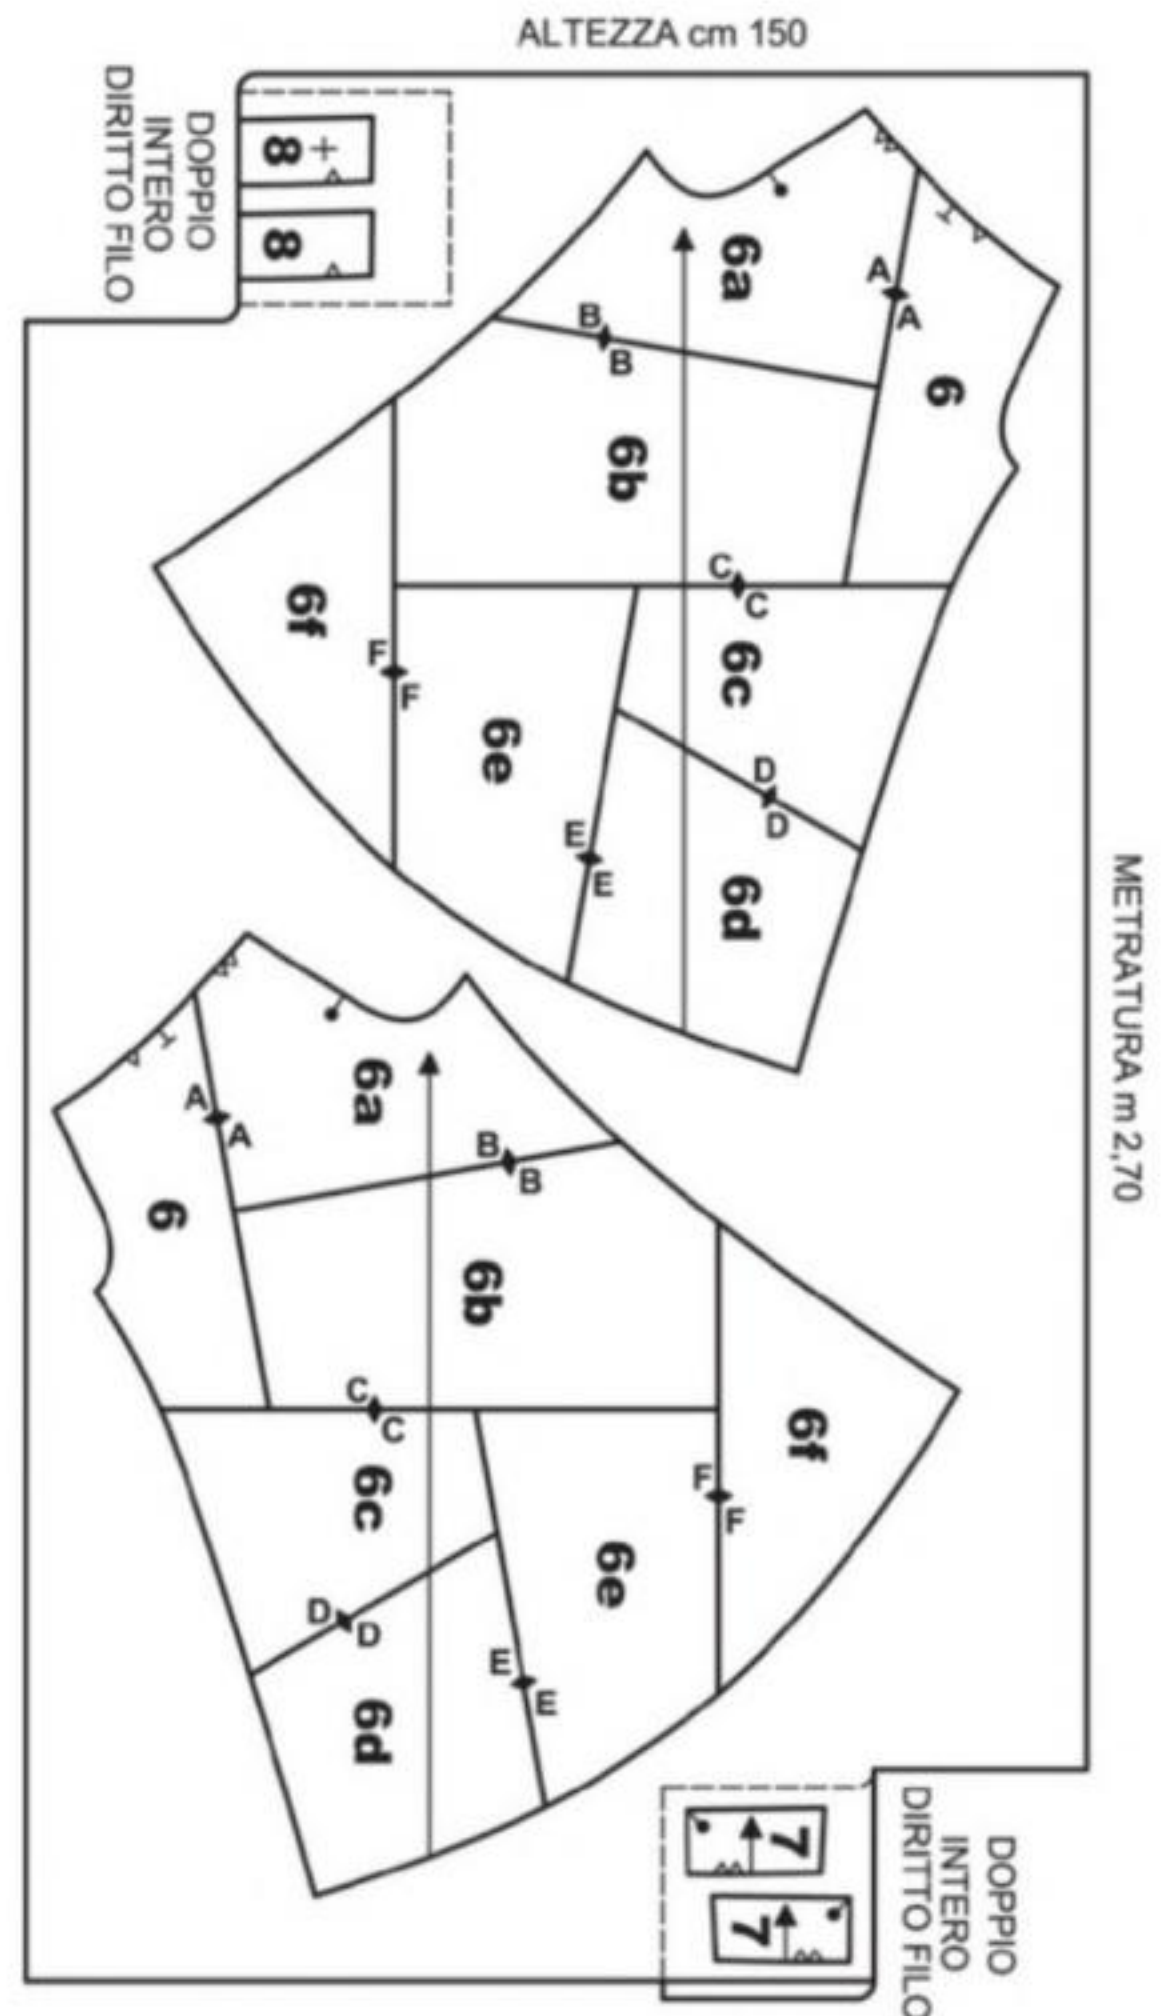 ALTEZZA cm 150
DOPPIO
INTERO
DIRITTO FILO
8
8
6a
A
A
6
B
B
6b
C
C
6c
6f
F
F
6e
D
D
E
E
6d
METRATURA m 2,70
6a
A
A
B
B
6
6b
C
C
6c
6f
F
F
6e
D
D
E
E
6d
7
7
DOPPIO
INTERO
DIRITTO FILO